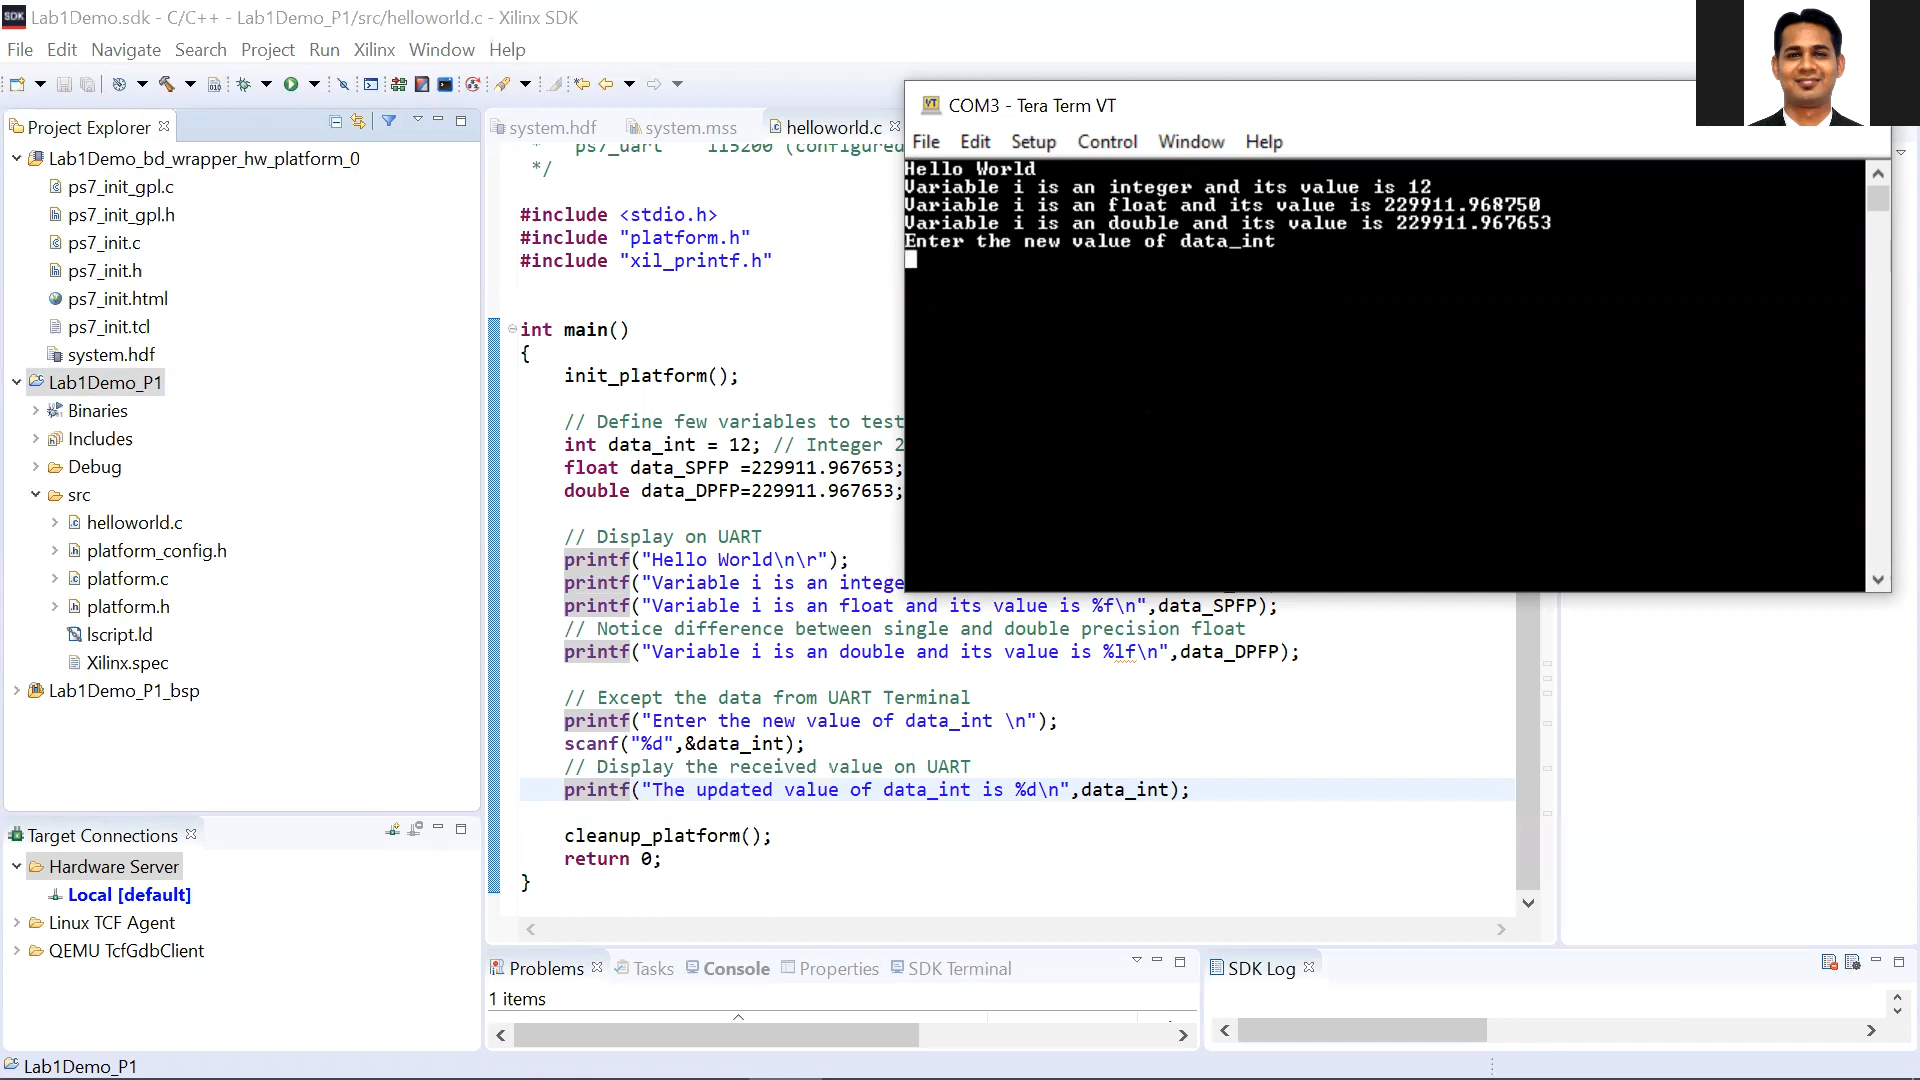 Lab1Demo.sdk - C/C++ - Lab1Demo_P1/src/helloworld.c - Xilinx SDK
File Edit Navigate Search Project Run Xilinx Window Help
Project Explorer
Lab1Demo_bd_wrapper_hw_platform_0
ps7_init_gpl.c
ps7_init_gpl.h
ps7_init.c
ps7_init.h
ps7_init.html
ps7_init.tcl
system.hdf
Lab1Demo_P1
Binaries
Includes
Debug
src
helloworld.c
platform_config.h
platform.c
platform.h
lscript.ld
Xilinx.spec
Lab1Demo_P1_bsp
Target Connections
Hardware Server
Local [default]
Linux TCF Agent
QEMU TcfGdbClient
system.hdf system.mss helloworld.c
* ps7_uart 115200 (configured
*/
#include <stdio.h>
#include "platform.h"
#include "xil_printf.h"
int main()
{
init_platform();
// Define few variables to test
int data_int = 12; // Integer 2
float data_SPFP =229911.967653;
double data_DPFP=229911.967653;
// Display on UART
printf("Hello World\n\r");
printf("Variable i is an intege
printf("Variable i is an float and its value is %f\n",data_SPFP);
// Notice difference between single and double precision float
printf("Variable i is an double and its value is %lf\n",data_DPFP);
// Except the data from UART Terminal
printf("Enter the new value of data_int \n");
scanf("%d",&data_int);
// Display the received value on UART
printf("The updated value of data_int is %d\n",data_int);
cleanup_platform();
return 0;
}
COM3 - Tera Term VT
File Edit Setup Control Window Help
Hello World
Variable i is an integer and its value is 12
Variable i is an float and its value is 229911.968750
Variable i is an double and its value is 229911.967653
Enter the new value of data_int
Problems Tasks Console Properties SDK Terminal
1 items
SDK Log
Lab1Demo_P1